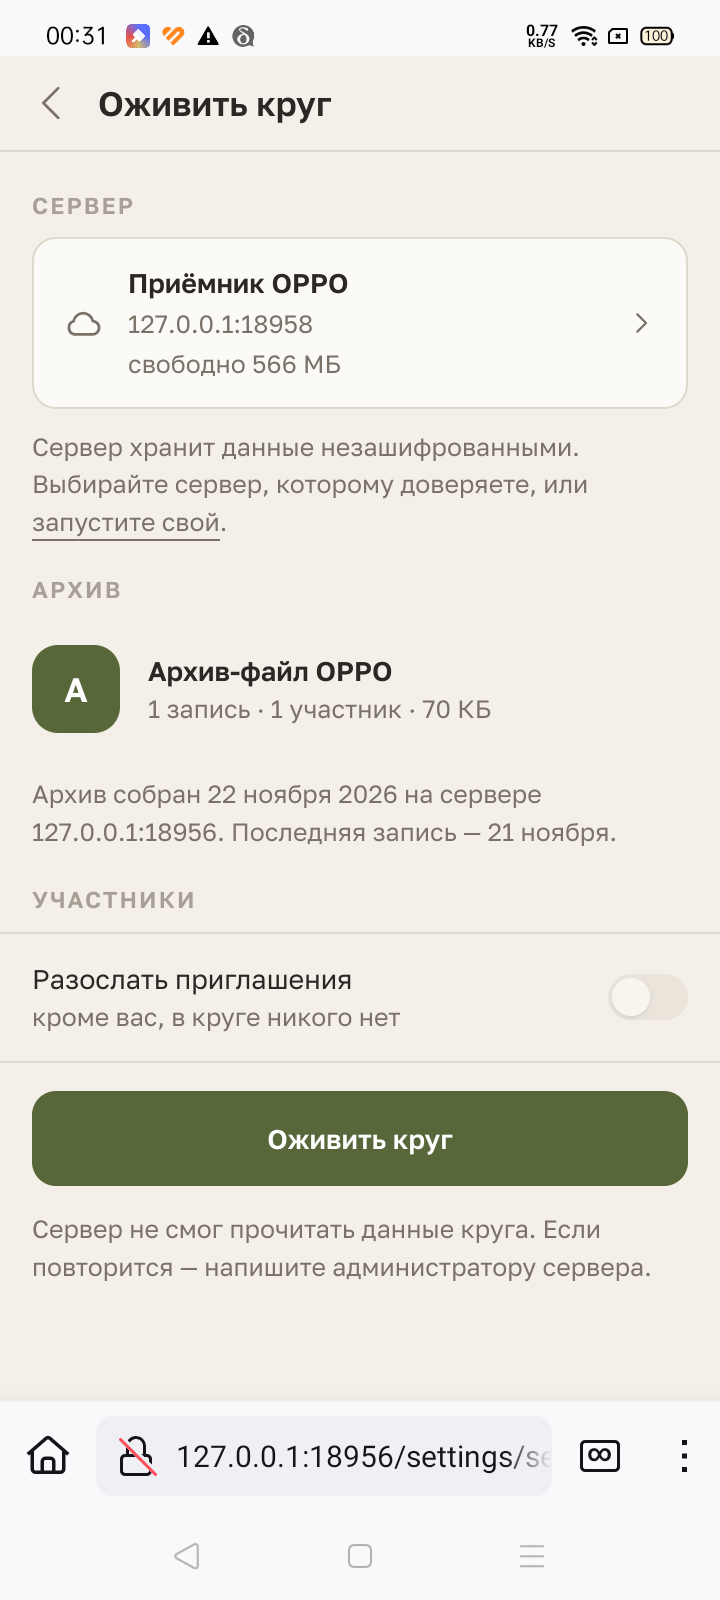 00:31
0.77
KB/S
100
Оживить круг
СЕРВЕР
Приёмник OPPO
127.0.0.1:18958
свободно 566 МБ
Сервер хранит данные незашифрованными.
Выбирайте сервер, которому доверяете, или
запустите свой.
АРХИВ
А
Архив-файл OPPO
1 запись · 1 участник · 70 КБ
Архив собран 22 ноября 2026 на сервере
127.0.0.1:18956. Последняя запись — 21 ноября.
УЧАСТНИКИ
Разослать приглашения
кроме вас, в круге никого нет
Оживить круг
Сервер не смог прочитать данные круга. Если
повторится — напишите администратору сервера.
127.0.0.1:18956/settings/se